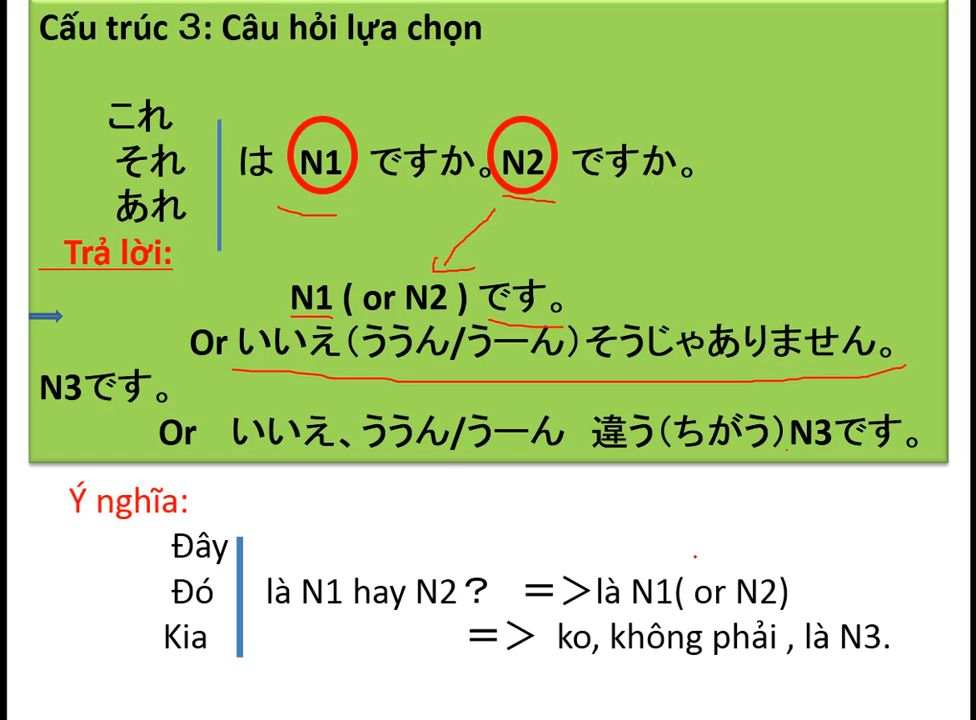 Cấu trúc 3: Câu hỏi lựa chọn
これ
それ は N1 ですか。N2 ですか。
あれ
Trả lời:
N1 ( or N2 ) です。
Or いいえ（ううん/うーん）そうじゃありません。
N3です。
Or いいえ、ううん/うーん 違う（ちがう）N3です。
Ý nghĩa:
Đây
Đó là N1 hay N2？ ＝＞là N1( or N2)
Kia ＝＞ ko, không phải , là N3.